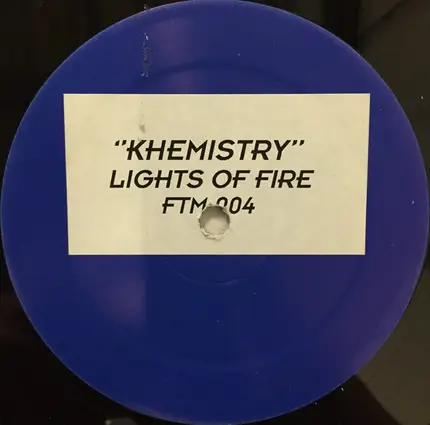 "KHEMISTRY"
LIGHTS OF FIRE
FTM 004